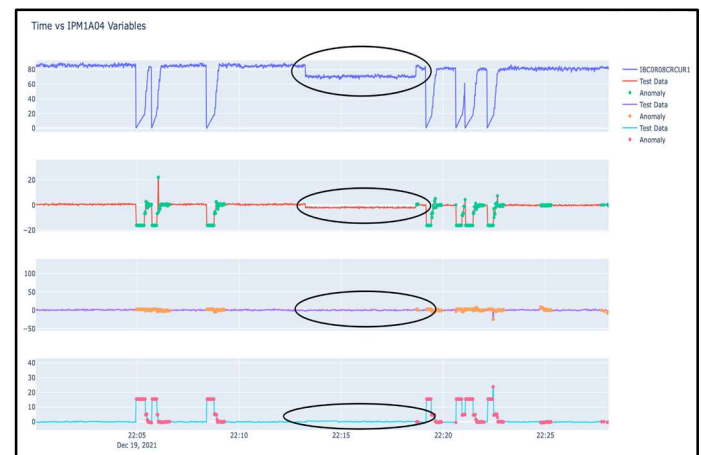 Time vs IPM1A04 Variables
80
60
40
20
0
IBC0R08CRCUR1
Test Data
Anomaly
Test Data
Anomaly
Test Data
Anomaly
20
0
−20
100
50
0
−50
40
30
20
10
0
22:05 22:10 22:15 22:20 22:25
Dec 19, 2021